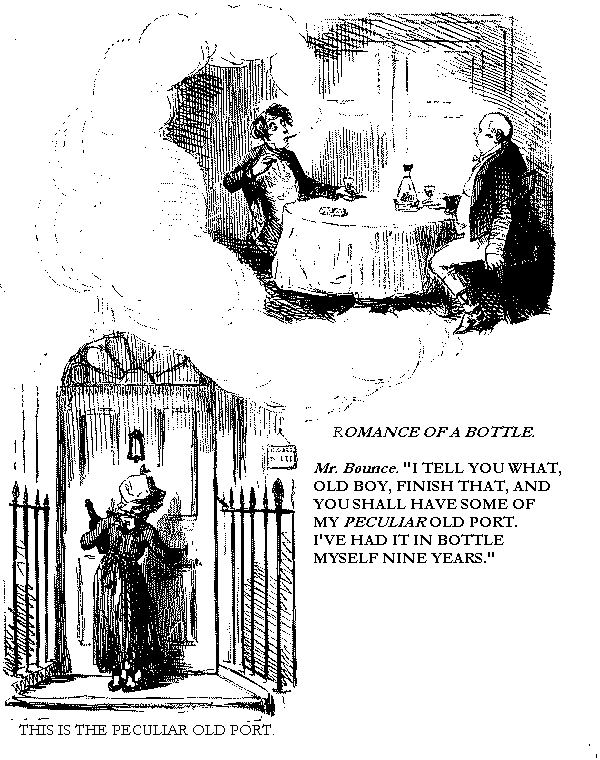 ROMANCE OF A BOTTLE.
Mr. Bounce. "I TELL YOU WHAT,
OLD BOY, FINISH THAT, AND
YOU SHALL HAVE SOME OF
MY PECULIAR OLD PORT.
I'VE HAD IT IN BOTTLE
MYSELF NINE YEARS."
THIS IS THE PECULIAR OLD PORT.